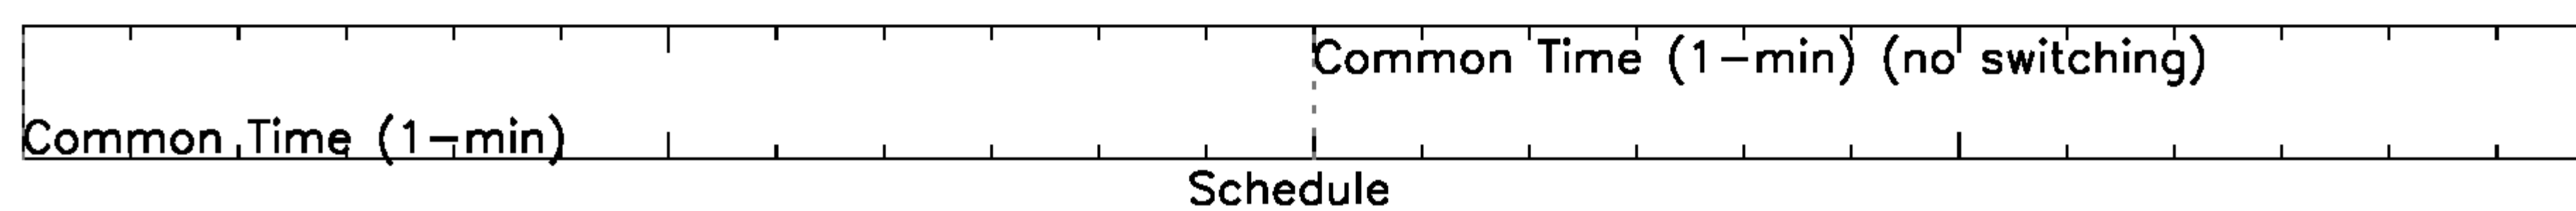 Common Time (1-min) (no switching)
Common Time (1-min)
Schedule